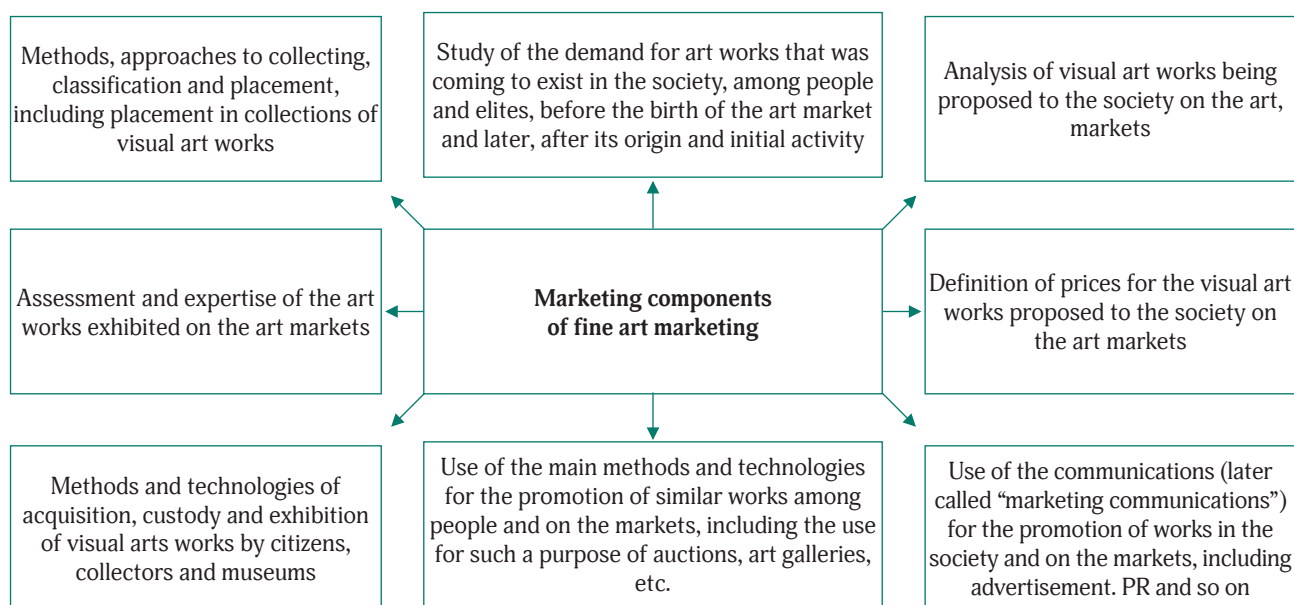 Methods, approaches to collecting,
classification and placement,
including placement in collections of
visual art works
Study of the demand for art works that was
coming to exist in the society, among people
and elites, before the birth of the art market
and later, after its origin and initial activity
Analysis of visual art works being
proposed to the society on the art,
markets
Assessment and expertise of the art
works exhibited on the art markets
Marketing components
of fine art marketing
Definition of prices for the visual art
works proposed to the society on
the art markets
Methods and technologies of
acquisition, custody and exhibition
of visual arts works by citizens,
collectors and museums
Use of the main methods and technologies
for the promotion of similar works among
people and on the markets, including the use
for such a purpose of auctions, art galleries,
etc.
Use of the communications (later
called “marketing communications”)
for the promotion of works in the
society and on the markets, including
advertisement. PR and so on